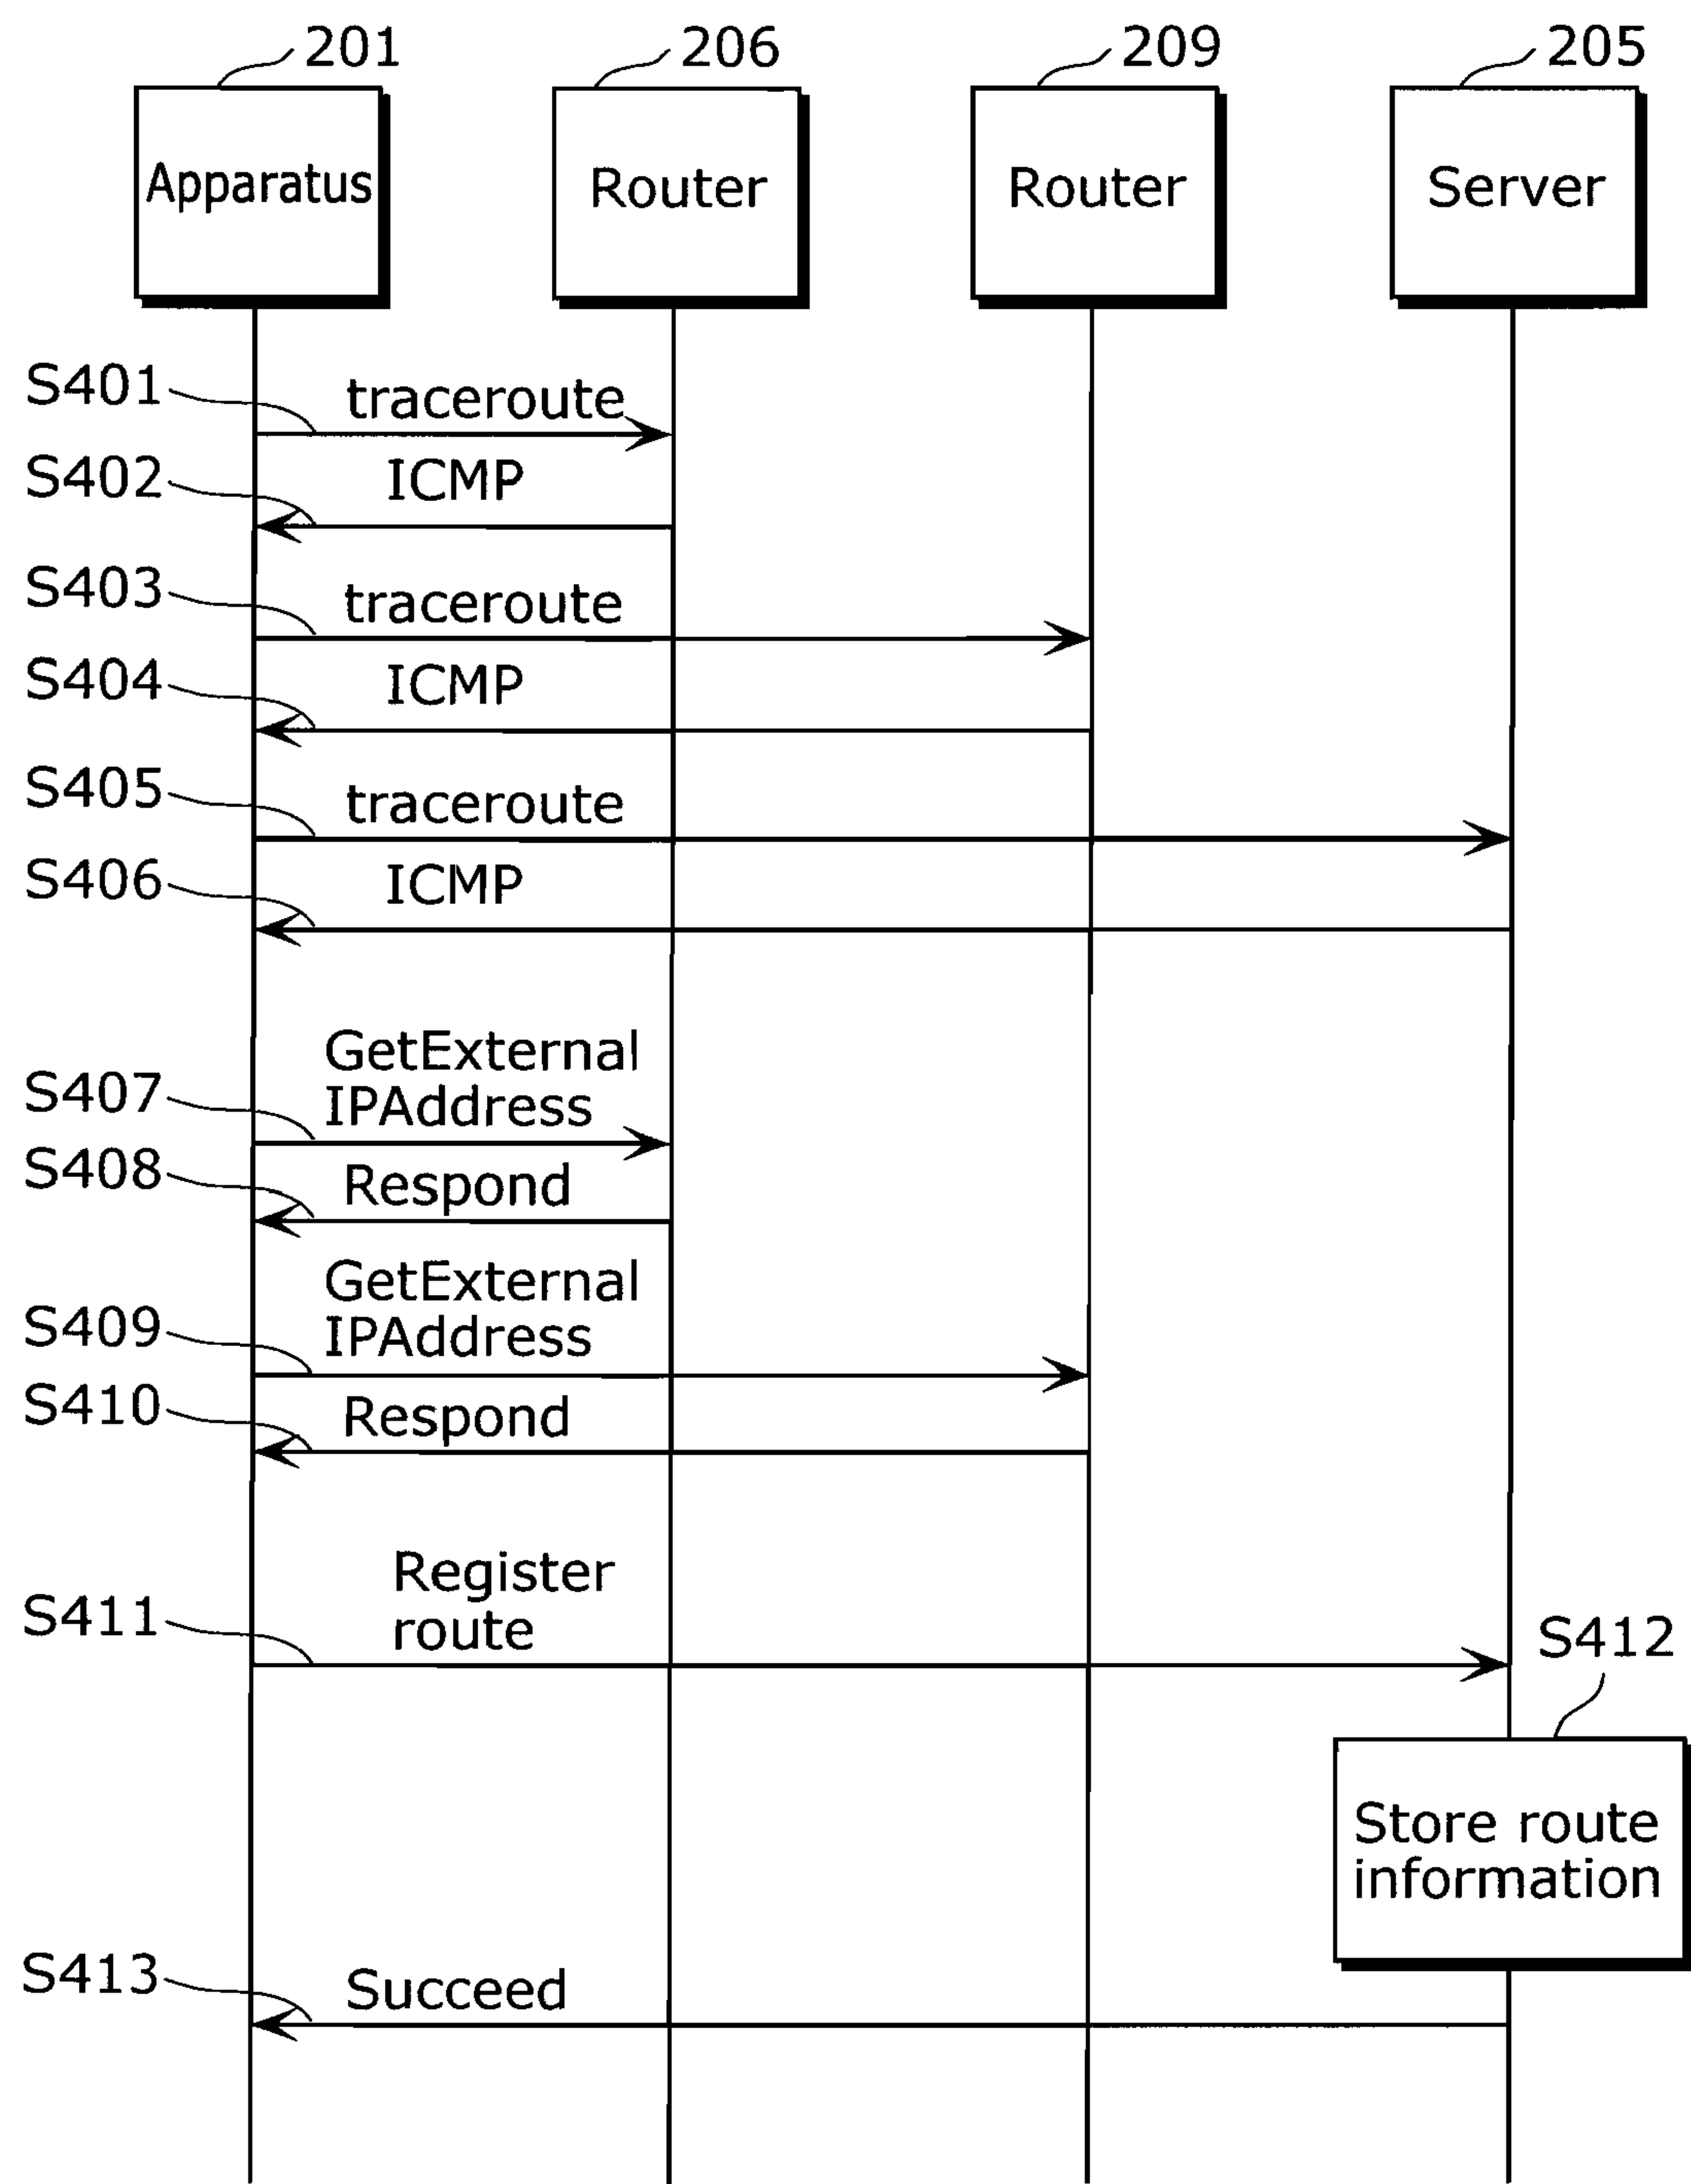 201
206
209
205
Apparatus
Router
Router
Server
S401
traceroute
S402
ICMP
S403
traceroute
S404
ICMP
S405
traceroute
S406
ICMP
GetExternal
IPAddress
S407
S408
Respond
GetExternal
IPAddress
S409
S410
Respond
Register
route
S411
S412
Store route
information
S413
Succeed